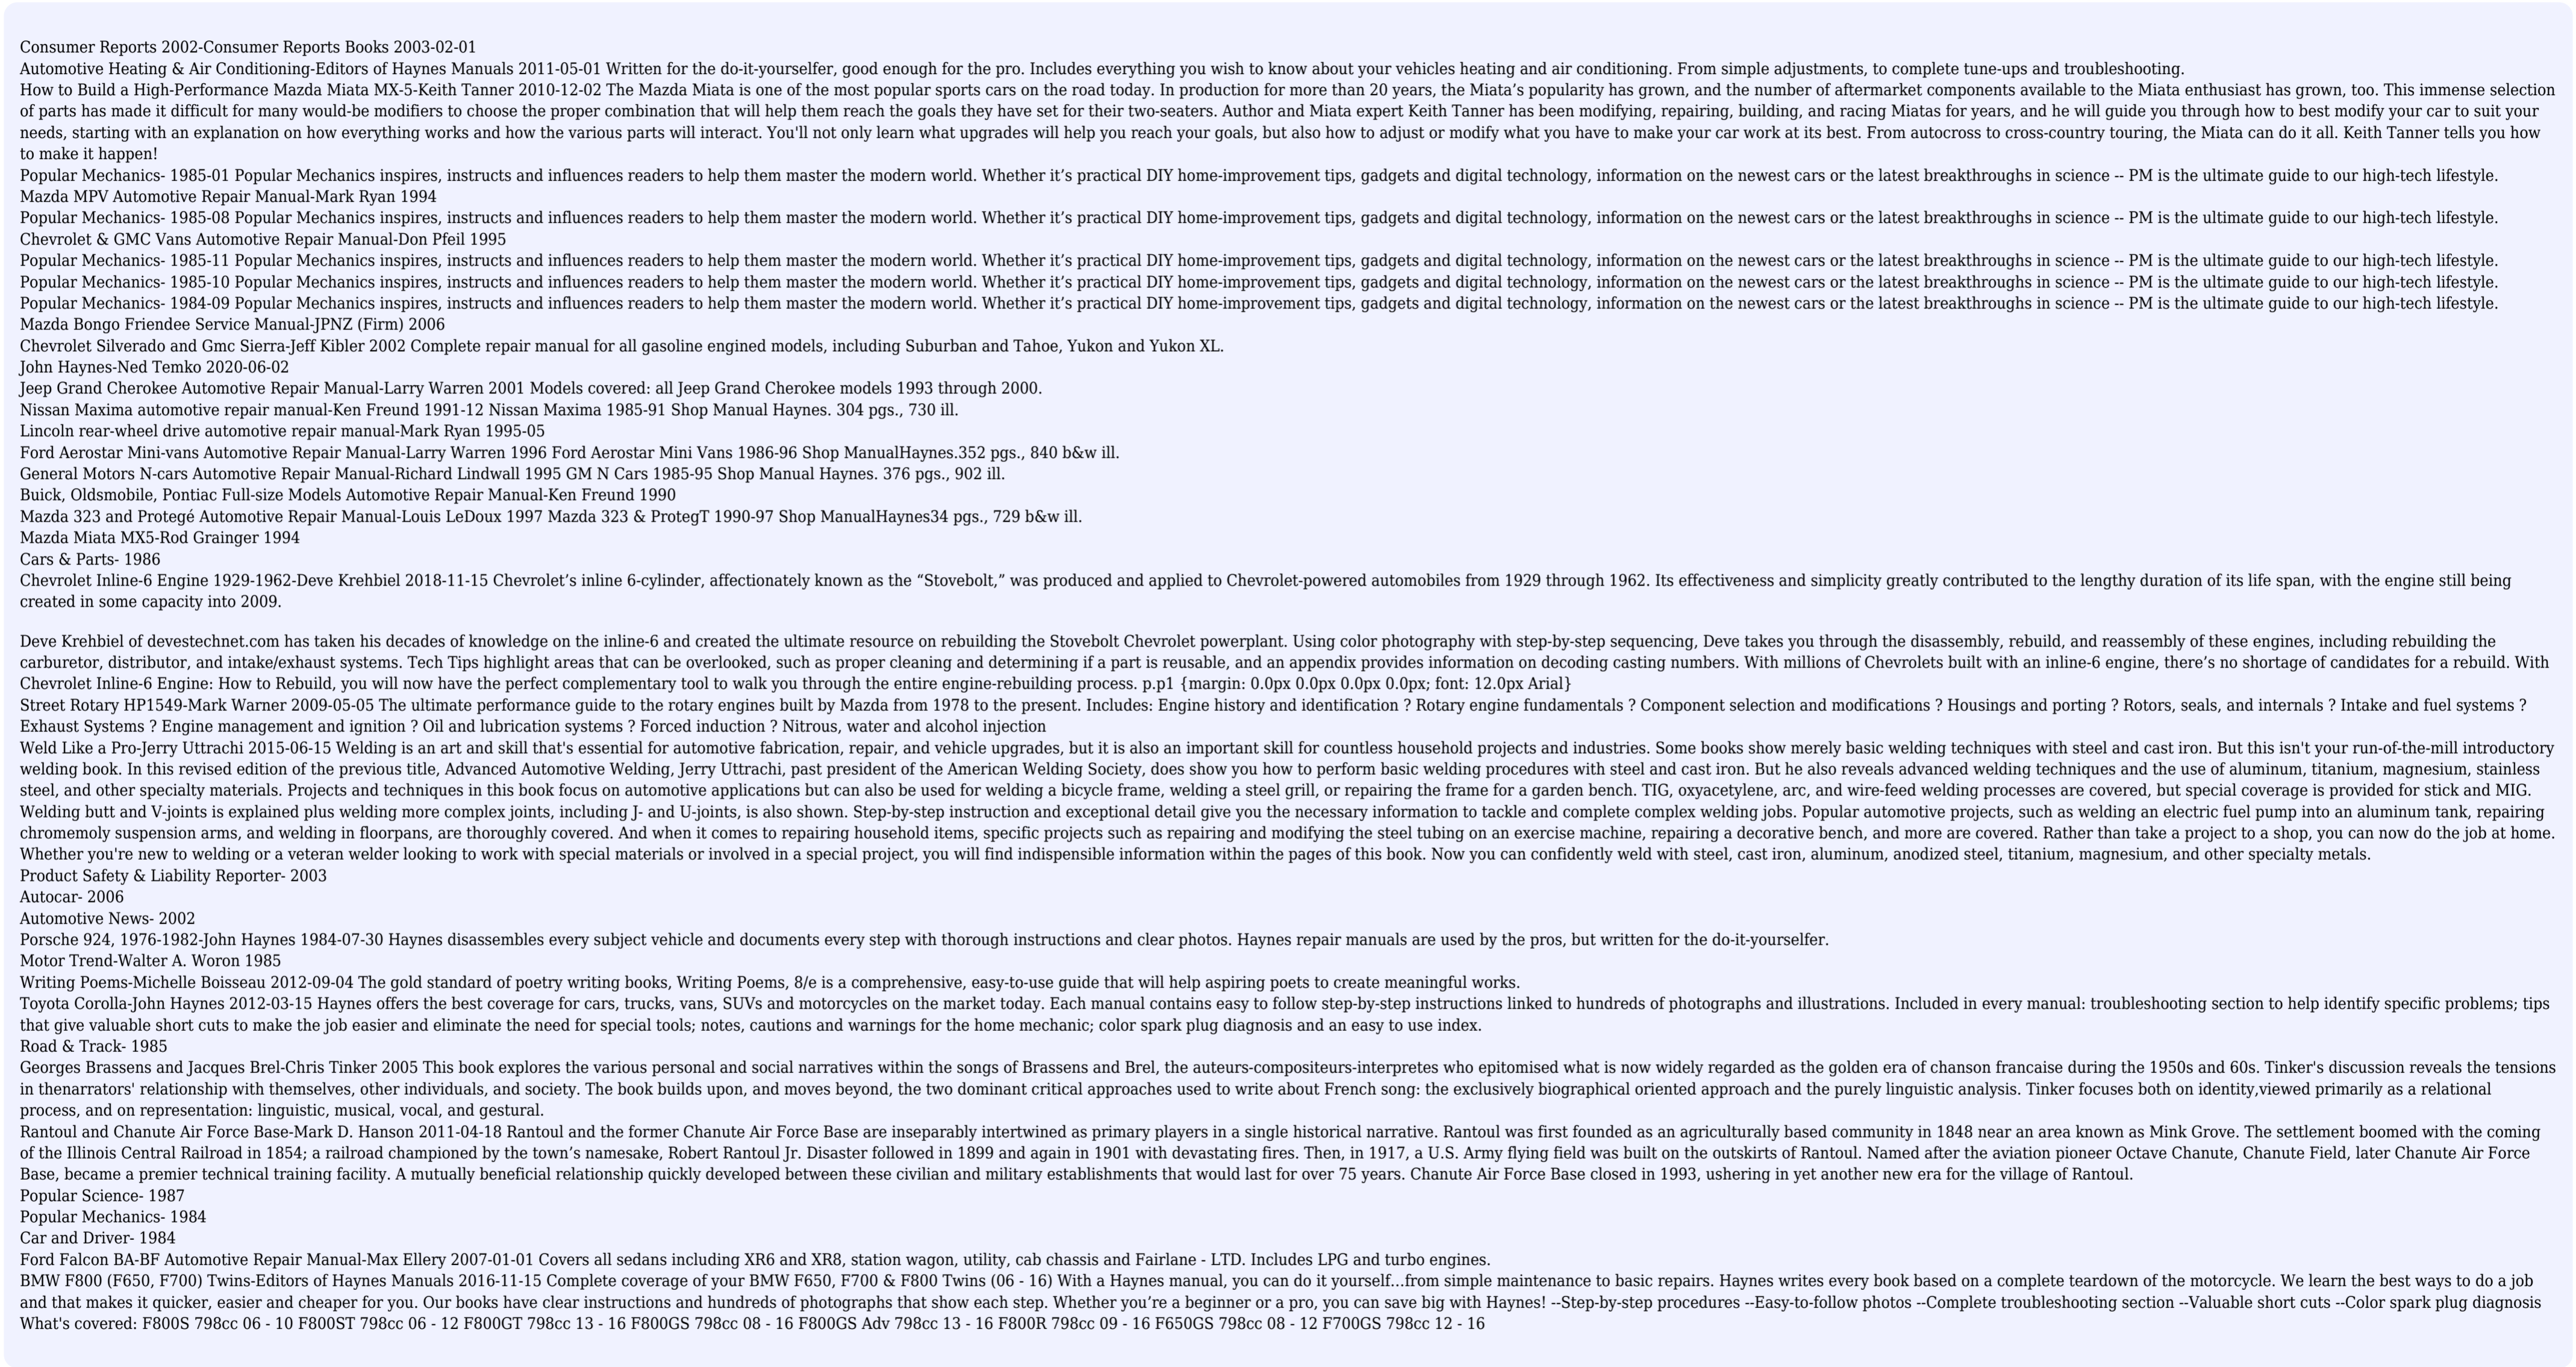 Consumer Reports 2002-Consumer Reports Books 2003-02-01
Automotive Heating & Air Conditioning-Editors of Haynes Manuals 2011-05-01 Written for the do-it-yourselfer, good enough for the pro. Includes everything you wish to know about your vehicles heating and air conditioning. From simple adjustments, to complete tune-ups and troubleshooting.
How to Build a High-Performance Mazda Miata MX-5-Keith Tanner 2010-12-02 The Mazda Miata is one of the most popular sports cars on the road today. In production for more than 20 years, the Miata’s popularity has grown, and the number of aftermarket components available to the Miata enthusiast has grown, too. This immense selection
of parts has made it difficult for many would-be modifiers to choose the proper combination that will help them reach the goals they have set for their two-seaters. Author and Miata expert Keith Tanner has been modifying, repairing, building, and racing Miatas for years, and he will guide you through how to best modify your car to suit your
needs, starting with an explanation on how everything works and how the various parts will interact. You'll not only learn what upgrades will help you reach your goals, but also how to adjust or modify what you have to make your car work at its best. From autocross to cross-country touring, the Miata can do it all. Keith Tanner tells you how
to make it happen!
Popular Mechanics- 1985-01 Popular Mechanics inspires, instructs and influences readers to help them master the modern world. Whether it’s practical DIY home-improvement tips, gadgets and digital technology, information on the newest cars or the latest breakthroughs in science -- PM is the ultimate guide to our high-tech lifestyle.
Mazda MPV Automotive Repair Manual-Mark Ryan 1994
Popular Mechanics- 1985-08 Popular Mechanics inspires, instructs and influences readers to help them master the modern world. Whether it’s practical DIY home-improvement tips, gadgets and digital technology, information on the newest cars or the latest breakthroughs in science -- PM is the ultimate guide to our high-tech lifestyle.
Chevrolet & GMC Vans Automotive Repair Manual-Don Pfeil 1995
Popular Mechanics- 1985-11 Popular Mechanics inspires, instructs and influences readers to help them master the modern world. Whether it’s practical DIY home-improvement tips, gadgets and digital technology, information on the newest cars or the latest breakthroughs in science -- PM is the ultimate guide to our high-tech lifestyle.
Popular Mechanics- 1985-10 Popular Mechanics inspires, instructs and influences readers to help them master the modern world. Whether it’s practical DIY home-improvement tips, gadgets and digital technology, information on the newest cars or the latest breakthroughs in science -- PM is the ultimate guide to our high-tech lifestyle.
Popular Mechanics- 1984-09 Popular Mechanics inspires, instructs and influences readers to help them master the modern world. Whether it’s practical DIY home-improvement tips, gadgets and digital technology, information on the newest cars or the latest breakthroughs in science -- PM is the ultimate guide to our high-tech lifestyle.
Mazda Bongo Friendee Service Manual-JPNZ (Firm) 2006
Chevrolet Silverado and Gmc Sierra-Jeff Kibler 2002 Complete repair manual for all gasoline engined models, including Suburban and Tahoe, Yukon and Yukon XL.
John Haynes-Ned Temko 2020-06-02
Jeep Grand Cherokee Automotive Repair Manual-Larry Warren 2001 Models covered: all Jeep Grand Cherokee models 1993 through 2000.
Nissan Maxima automotive repair manual-Ken Freund 1991-12 Nissan Maxima 1985-91 Shop Manual Haynes. 304 pgs., 730 ill.
Lincoln rear-wheel drive automotive repair manual-Mark Ryan 1995-05
Ford Aerostar Mini-vans Automotive Repair Manual-Larry Warren 1996 Ford Aerostar Mini Vans 1986-96 Shop ManualHaynes.352 pgs., 840 b&w ill.
General Motors N-cars Automotive Repair Manual-Richard Lindwall 1995 GM N Cars 1985-95 Shop Manual Haynes. 376 pgs., 902 ill.
Buick, Oldsmobile, Pontiac Full-size Models Automotive Repair Manual-Ken Freund 1990
Mazda 323 and Protegé Automotive Repair Manual-Louis LeDoux 1997 Mazda 323 & ProtegT 1990-97 Shop ManualHaynes34 pgs., 729 b&w ill.
Mazda Miata MX5-Rod Grainger 1994
Cars & Parts- 1986
Chevrolet Inline-6 Engine 1929-1962-Deve Krehbiel 2018-11-15 Chevrolet’s inline 6-cylinder, affectionately known as the “Stovebolt,” was produced and applied to Chevrolet-powered automobiles from 1929 through 1962. Its effectiveness and simplicity greatly contributed to the lengthy duration of its life span, with the engine still being
created in some capacity into 2009.
Deve Krehbiel of devestechnet.com has taken his decades of knowledge on the inline-6 and created the ultimate resource on rebuilding the Stovebolt Chevrolet powerplant. Using color photography with step-by-step sequencing, Deve takes you through the disassembly, rebuild, and reassembly of these engines, including rebuilding the
carburetor, distributor, and intake/exhaust systems. Tech Tips highlight areas that can be overlooked, such as proper cleaning and determining if a part is reusable, and an appendix provides information on decoding casting numbers. With millions of Chevrolets built with an inline-6 engine, there’s no shortage of candidates for a rebuild. With
Chevrolet Inline-6 Engine: How to Rebuild, you will now have the perfect complementary tool to walk you through the entire engine-rebuilding process. p.p1 {margin: 0.0px 0.0px 0.0px 0.0px; font: 12.0px Arial}
Street Rotary HP1549-Mark Warner 2009-05-05 The ultimate performance guide to the rotary engines built by Mazda from 1978 to the present. Includes: Engine history and identification ? Rotary engine fundamentals ? Component selection and modifications ? Housings and porting ? Rotors, seals, and internals ? Intake and fuel systems ?
Exhaust Systems ? Engine management and ignition ? Oil and lubrication systems ? Forced induction ? Nitrous, water and alcohol injection
Weld Like a Pro-Jerry Uttrachi 2015-06-15 Welding is an art and skill that's essential for automotive fabrication, repair, and vehicle upgrades, but it is also an important skill for countless household projects and industries. Some books show merely basic welding techniques with steel and cast iron. But this isn't your run-of-the-mill introductory
welding book. In this revised edition of the previous title, Advanced Automotive Welding, Jerry Uttrachi, past president of the American Welding Society, does show you how to perform basic welding procedures with steel and cast iron. But he also reveals advanced welding techniques and the use of aluminum, titanium, magnesium, stainless
steel, and other specialty materials. Projects and techniques in this book focus on automotive applications but can also be used for welding a bicycle frame, welding a steel grill, or repairing the frame for a garden bench. TIG, oxyacetylene, arc, and wire-feed welding processes are covered, but special coverage is provided for stick and MIG.
Welding butt and V-joints is explained plus welding more complex joints, including J- and U-joints, is also shown. Step-by-step instruction and exceptional detail give you the necessary information to tackle and complete complex welding jobs. Popular automotive projects, such as welding an electric fuel pump into an aluminum tank, repairing
chromemoly suspension arms, and welding in floorpans, are thoroughly covered. And when it comes to repairing household items, specific projects such as repairing and modifying the steel tubing on an exercise machine, repairing a decorative bench, and more are covered. Rather than take a project to a shop, you can now do the job at home.
Whether you're new to welding or a veteran welder looking to work with special materials or involved in a special project, you will find indispensible information within the pages of this book. Now you can confidently weld with steel, cast iron, aluminum, anodized steel, titanium, magnesium, and other specialty metals.
Product Safety & Liability Reporter- 2003
Autocar- 2006
Automotive News- 2002
Porsche 924, 1976-1982-John Haynes 1984-07-30 Haynes disassembles every subject vehicle and documents every step with thorough instructions and clear photos. Haynes repair manuals are used by the pros, but written for the do-it-yourselfer.
Motor Trend-Walter A. Woron 1985
Writing Poems-Michelle Boisseau 2012-09-04 The gold standard of poetry writing books, Writing Poems, 8/e is a comprehensive, easy-to-use guide that will help aspiring poets to create meaningful works.
Toyota Corolla-John Haynes 2012-03-15 Haynes offers the best coverage for cars, trucks, vans, SUVs and motorcycles on the market today. Each manual contains easy to follow step-by-step instructions linked to hundreds of photographs and illustrations. Included in every manual: troubleshooting section to help identify specific problems; tips
that give valuable short cuts to make the job easier and eliminate the need for special tools; notes, cautions and warnings for the home mechanic; color spark plug diagnosis and an easy to use index.
Road & Track- 1985
Georges Brassens and Jacques Brel-Chris Tinker 2005 This book explores the various personal and social narratives within the songs of Brassens and Brel, the auteurs-compositeurs-interpretes who epitomised what is now widely regarded as the golden era of chanson francaise during the 1950s and 60s. Tinker's discussion reveals the tensions
in thenarrators' relationship with themselves, other individuals, and society. The book builds upon, and moves beyond, the two dominant critical approaches used to write about French song: the exclusively biographical oriented approach and the purely linguistic analysis. Tinker focuses both on identity,viewed primarily as a relational
process, and on representation: linguistic, musical, vocal, and gestural.
Rantoul and Chanute Air Force Base-Mark D. Hanson 2011-04-18 Rantoul and the former Chanute Air Force Base are inseparably intertwined as primary players in a single historical narrative. Rantoul was first founded as an agriculturally based community in 1848 near an area known as Mink Grove. The settlement boomed with the coming
of the Illinois Central Railroad in 1854; a railroad championed by the town’s namesake, Robert Rantoul Jr. Disaster followed in 1899 and again in 1901 with devastating fires. Then, in 1917, a U.S. Army flying field was built on the outskirts of Rantoul. Named after the aviation pioneer Octave Chanute, Chanute Field, later Chanute Air Force
Base, became a premier technical training facility. A mutually beneficial relationship quickly developed between these civilian and military establishments that would last for over 75 years. Chanute Air Force Base closed in 1993, ushering in yet another new era for the village of Rantoul.
Popular Science- 1987
Popular Mechanics- 1984
Car and Driver- 1984
Ford Falcon BA-BF Automotive Repair Manual-Max Ellery 2007-01-01 Covers all sedans including XR6 and XR8, station wagon, utility, cab chassis and Fairlane - LTD. Includes LPG and turbo engines.
BMW F800 (F650, F700) Twins-Editors of Haynes Manuals 2016-11-15 Complete coverage of your BMW F650, F700 & F800 Twins (06 - 16) With a Haynes manual, you can do it yourself…from simple maintenance to basic repairs. Haynes writes every book based on a complete teardown of the motorcycle. We learn the best ways to do a job
and that makes it quicker, easier and cheaper for you. Our books have clear instructions and hundreds of photographs that show each step. Whether you’re a beginner or a pro, you can save big with Haynes! --Step-by-step procedures --Easy-to-follow photos --Complete troubleshooting section --Valuable short cuts --Color spark plug diagnosis
What's covered: F800S 798cc 06 - 10 F800ST 798cc 06 - 12 F800GT 798cc 13 - 16 F800GS 798cc 08 - 16 F800GS Adv 798cc 13 - 16 F800R 798cc 09 - 16 F650GS 798cc 08 - 12 F700GS 798cc 12 - 16